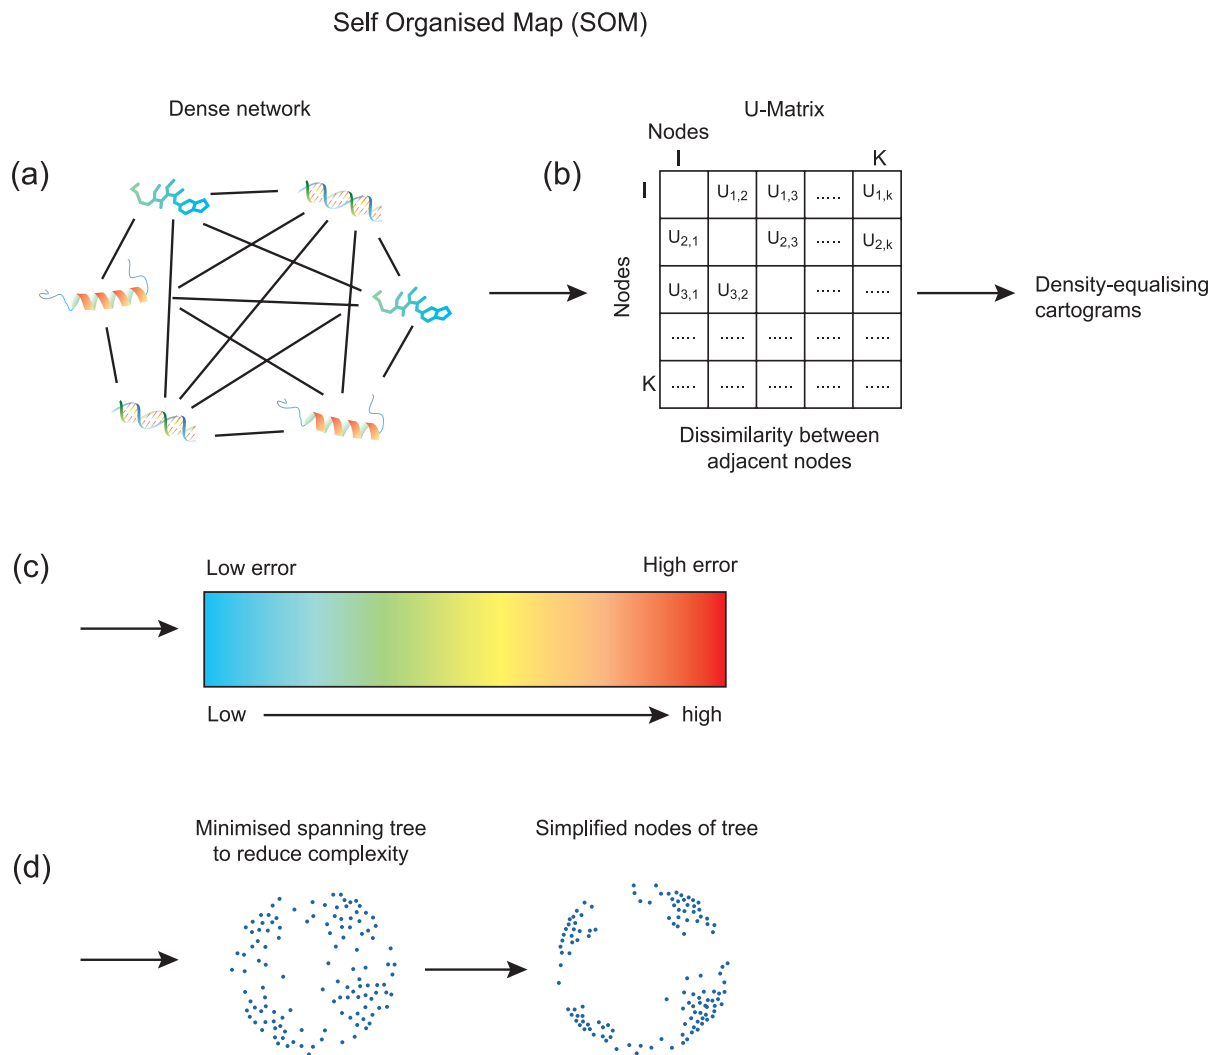 Self Organised Map (SOM)
Dense network
U-Matrix
Nodes
(a)
(b)
I
K
I
U1,2
U1,3
.....
U1,k
U2,1
U2,3
.....
U2,k
Nodes
U3,1
U3,2
.....
.....
.....
.....
.....
.....
.....
K
.....
.....
.....
.....
.....
Dissimilarity between
adjacent nodes
Density-equalising
cartograms
(c)
Low error
High error
Low
high
(d)
Minimised spanning tree
to reduce complexity
Simplified nodes of tree